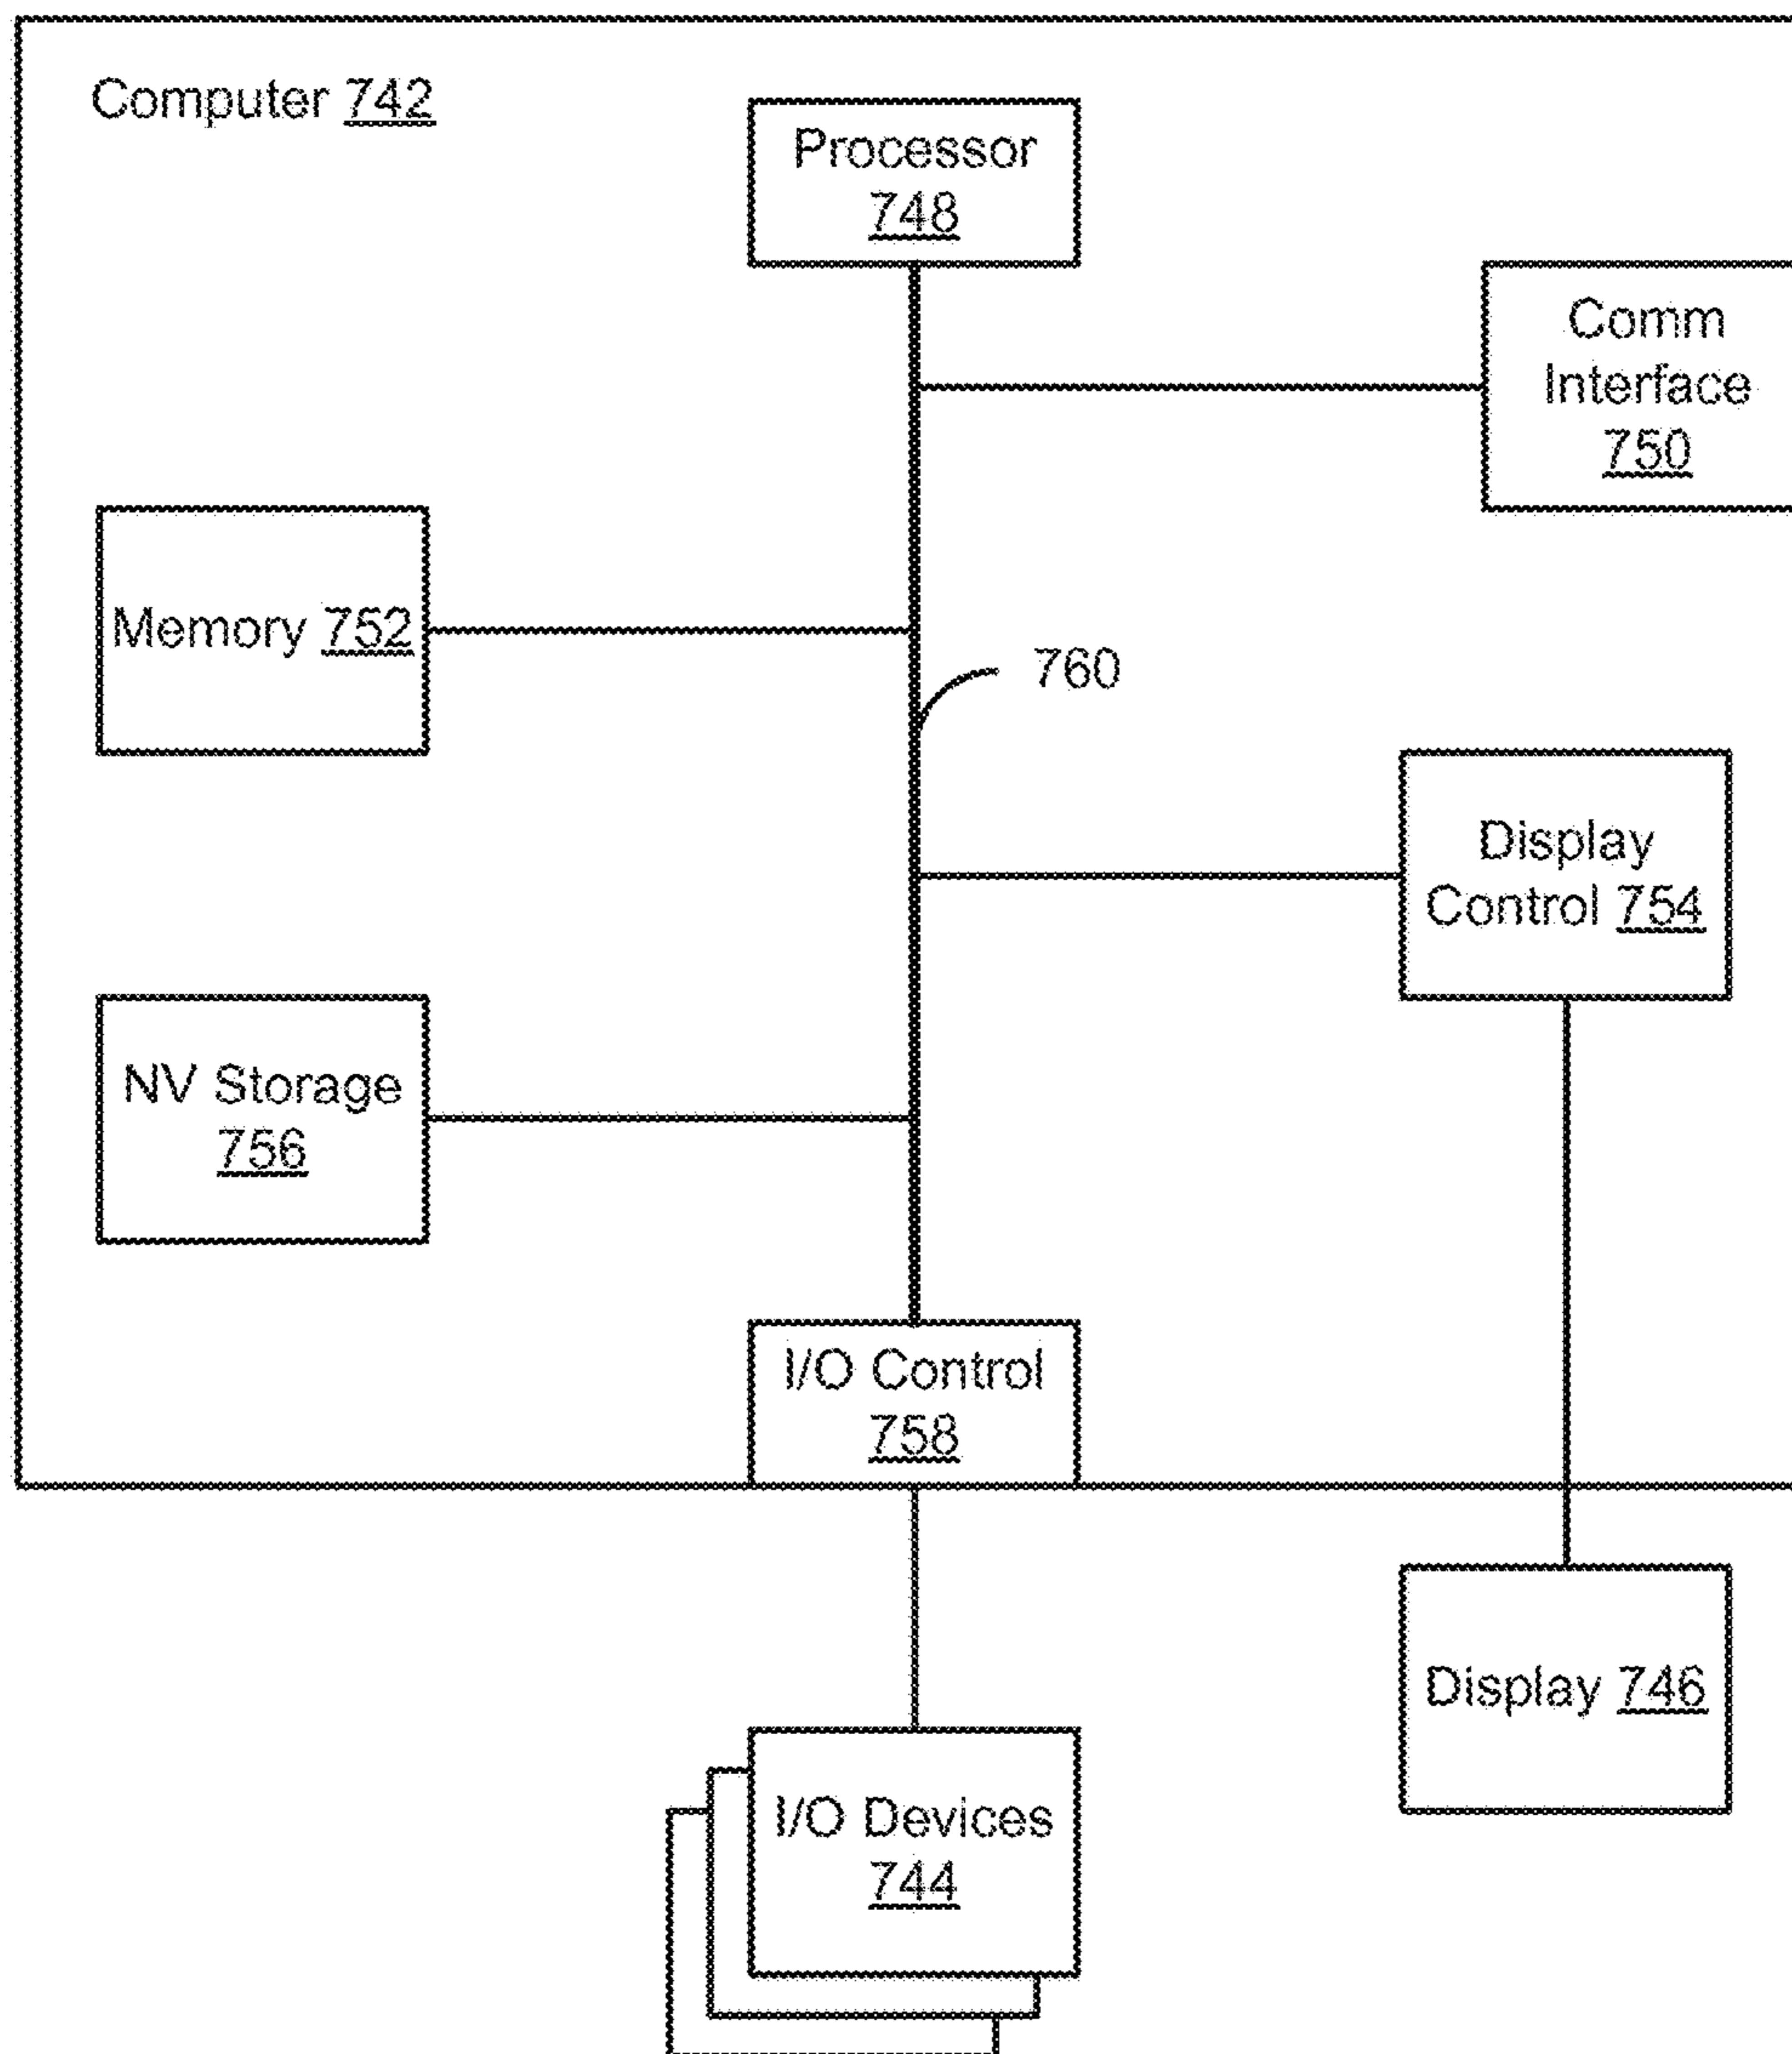 Computer 742
Processor
748
Comm
Interface
750
Memory 752
760
Display
Control 754
NV Storage
756
I/O Control
758
Display 746
I/O Devices
744